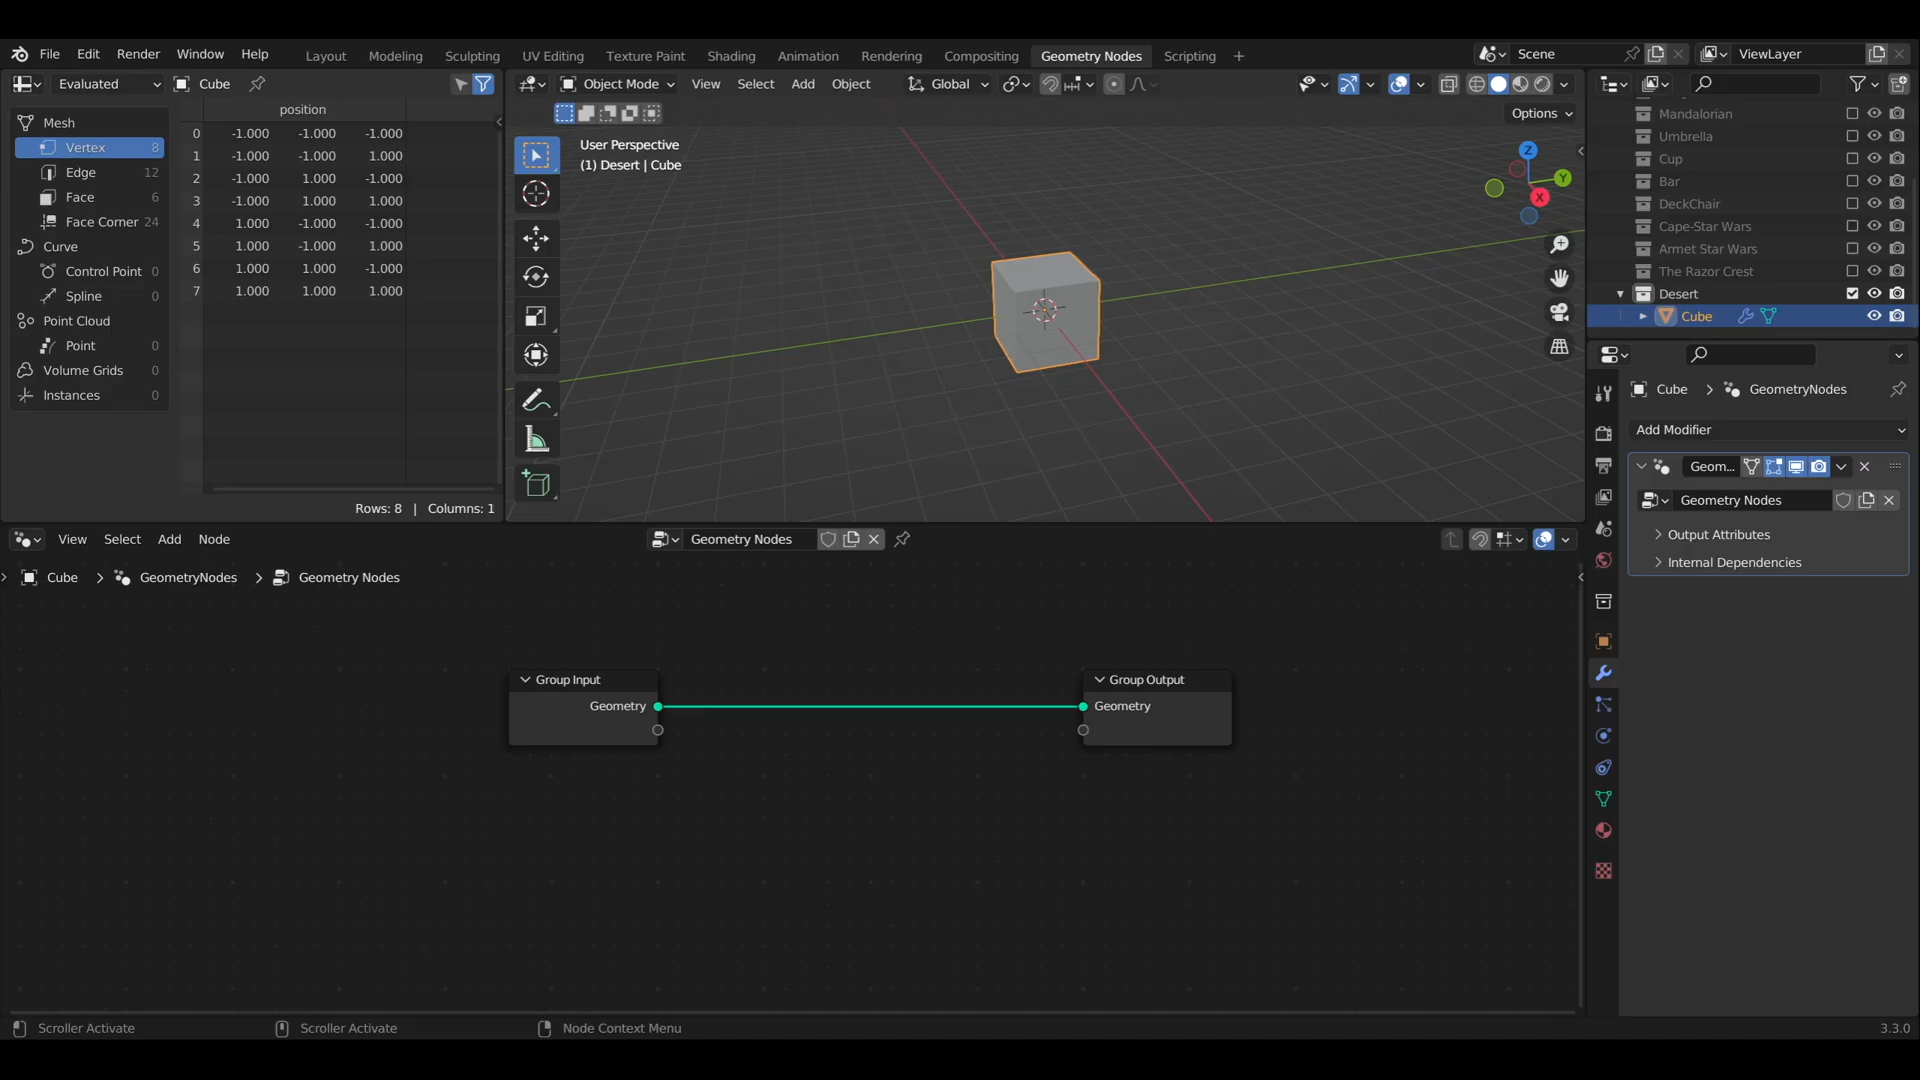 File Edit Render Window Help Layout Modeling Sculpting UV Editing Texture Paint Shading Animation Rendering Compositing Geometry Nodes Scripting + Scene ViewLayer
Evaluated Cube
position
0 -1.000 -1.000 -1.000
1 -1.000 -1.000 1.000
2 -1.000 1.000 -1.000
3 -1.000 1.000 1.000
4 1.000 -1.000 -1.000
5 1.000 -1.000 1.000
6 1.000 1.000 -1.000
7 1.000 1.000 1.000
Mesh
Vertex 8
Edge 12
Face 6
Face Corner 24
Curve
Control Point 0
Spline 0
Point Cloud
Point 0
Volume Grids 0
Instances 0
Rows: 8 | Columns: 1
Object Mode View Select Add Object Global
Options
User Perspective
(1) Desert | Cube
Z
Y
X
Mandalorian
Umbrella
Cup
Bar
DeckChair
Cape-Star Wars
Armet Star Wars
The Razor Crest
Desert
Cube
Cube > GeometryNodes
Add Modifier
Geom...
Geometry Nodes
Output Attributes
Internal Dependencies
View Select Add Node Geometry Nodes
Cube > GeometryNodes > Geometry Nodes
Group Input
Geometry
Group Output
Geometry
Scroller Activate Scroller Activate Node Context Menu 3.3.0